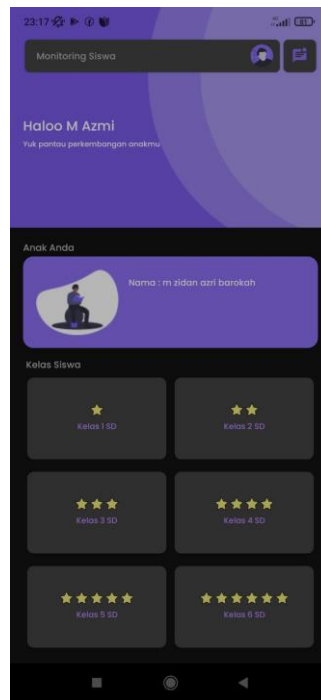 23:17
81
Monitoring Siswa
Haloo M Azmi
Yuk pantau perkembangan anakmu
Anak Anda
Nama : m zidan azri barokah
Kelas Siswa
Kelas 1 SD
Kelas 2 SD
Kelas 3 SD
Kelas 4 SD
Kelas 5 SD
Kelas 6 SD